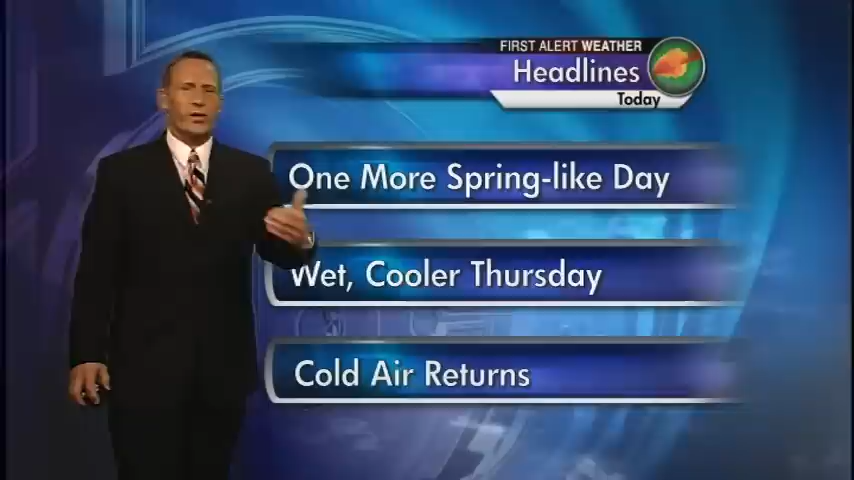 FIRST ALERT WEATHER
Headlines
Today
One More Spring-like Day
Wet, Cooler Thursday
Cold Air Returns